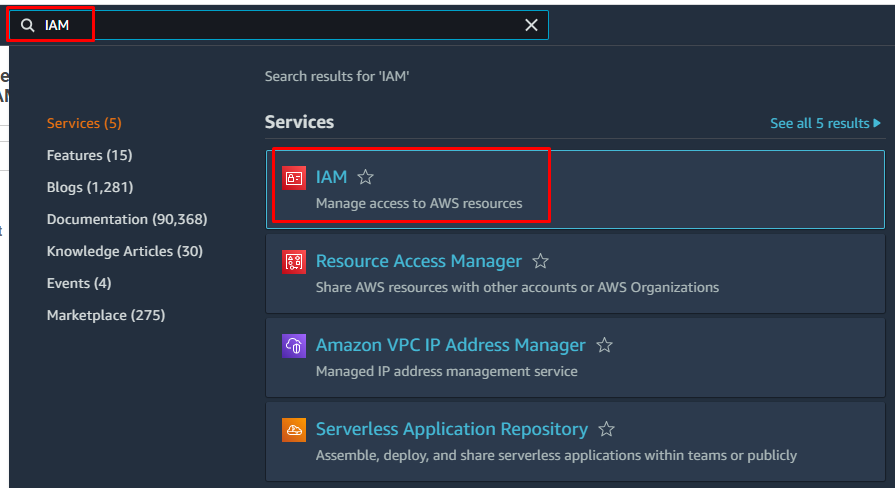 IAM
Search results for 'IAM'
Services (5)
Features (15)
Blogs (1,281)
Documentation (90,368)
Knowledge Articles (30)
Events (4)
Marketplace (275)
Services
See all 5 results
IAM
Manage access to AWS resources
Resource Access Manager
Share AWS resources with other accounts or AWS Organizations
Amazon VPC IP Address Manager
Managed IP address management service
Serverless Application Repository
Assemble, deploy, and share serverless applications within teams or publicly